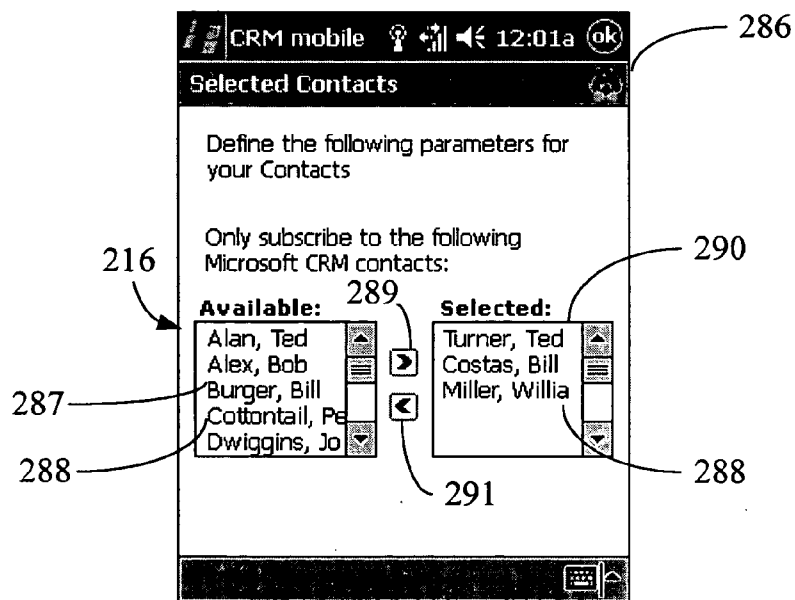 CRM mobile 12:01a ok
286
Selected Contacts
Define the following parameters for
your Contacts
Only subscribe to the following
Microsoft CRM contacts:
290
216
289
Available:
Selected:
Alan, Ted
Alex, Bob
Burger, Bill
Cottontail, Pe
Dwiggins, Jo
Turner, Ted
Costas, Bill
Miller, Willia
287
288
291
288